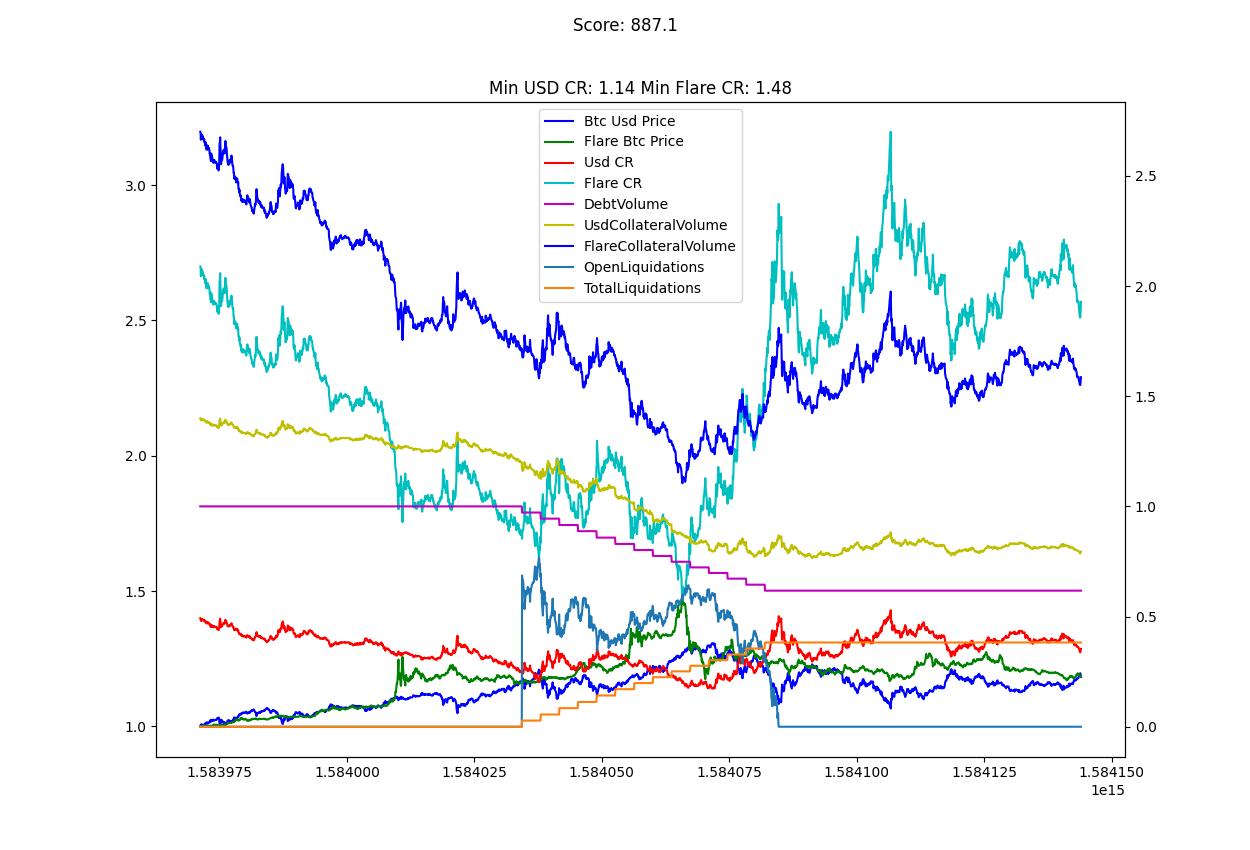 Score: 887.1
Min USD CR: 1.14 Min Flare CR: 1.48
Btc Usd Price
Flare Btc Price
Usd CR
Flare CR
DebtVolume
UsdCollateralVolume
FlareCollateralVolume
OpenLiquidations
TotalLiquidations
3.0
2.5
2.0
1.5
1.0
2.5
2.0
1.5
1.0
0.5
0.0
1.583975 1.584000 1.584025 1.584050 1.584075 1.584100 1.584125 1.584150
1e15